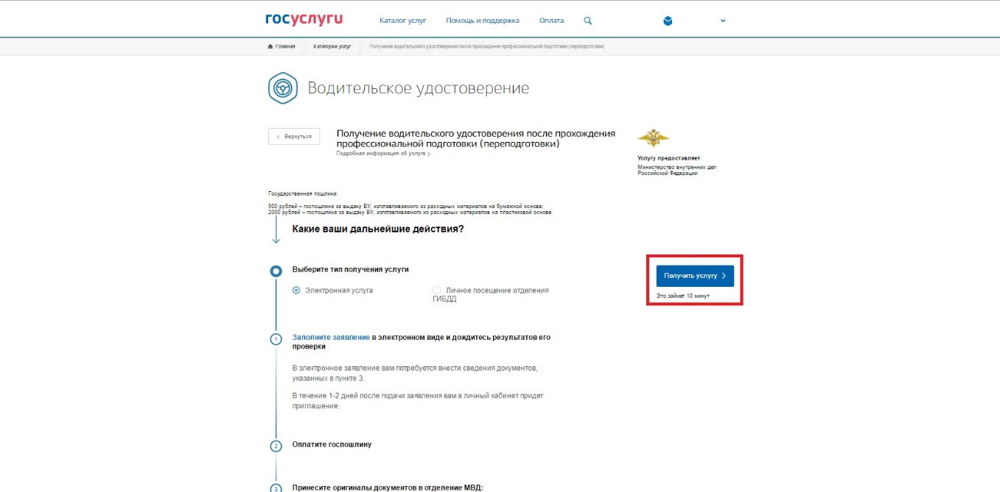 госуслуги
Каталог услуг
Помощь и поддержка
Оплата
Главная
Категории услуг
Получение водительского удостоверения после прохождения профессиональной подготовки (переподготовки)
Водительское удостоверение
Вернуться
Получение водительского удостоверения после прохождения
профессиональной подготовки (переподготовки)
Подробная информация об услуге
Услугу предоставляет
Министерство внутренних дел
Российской Федерации
Государственная пошлина:
500 рублей – госпошлина за выдачу ВУ, изготавливаемого из расходных материалов на бумажной основе;
2000 рублей – госпошлина за выдачу ВУ, изготавливаемого из расходных материалов на пластиковой основе.
Какие ваши дальнейшие действия?
Выберите тип получения услуги
Электронная услуга
Личное посещение отделения
ГИБДД
Получить услугу
Это займет 10 минут
1
Заполните заявление в электронном виде и дождитесь результатов его
проверки
В электронное заявление вам потребуется внести сведения документов,
указанных в пункте 3.
В течение 1-2 дней после подачи заявления вам в личный кабинет придет
приглашение.
2
Оплатите госпошлину
3
Принесите оригиналы документов в отделение МВД: